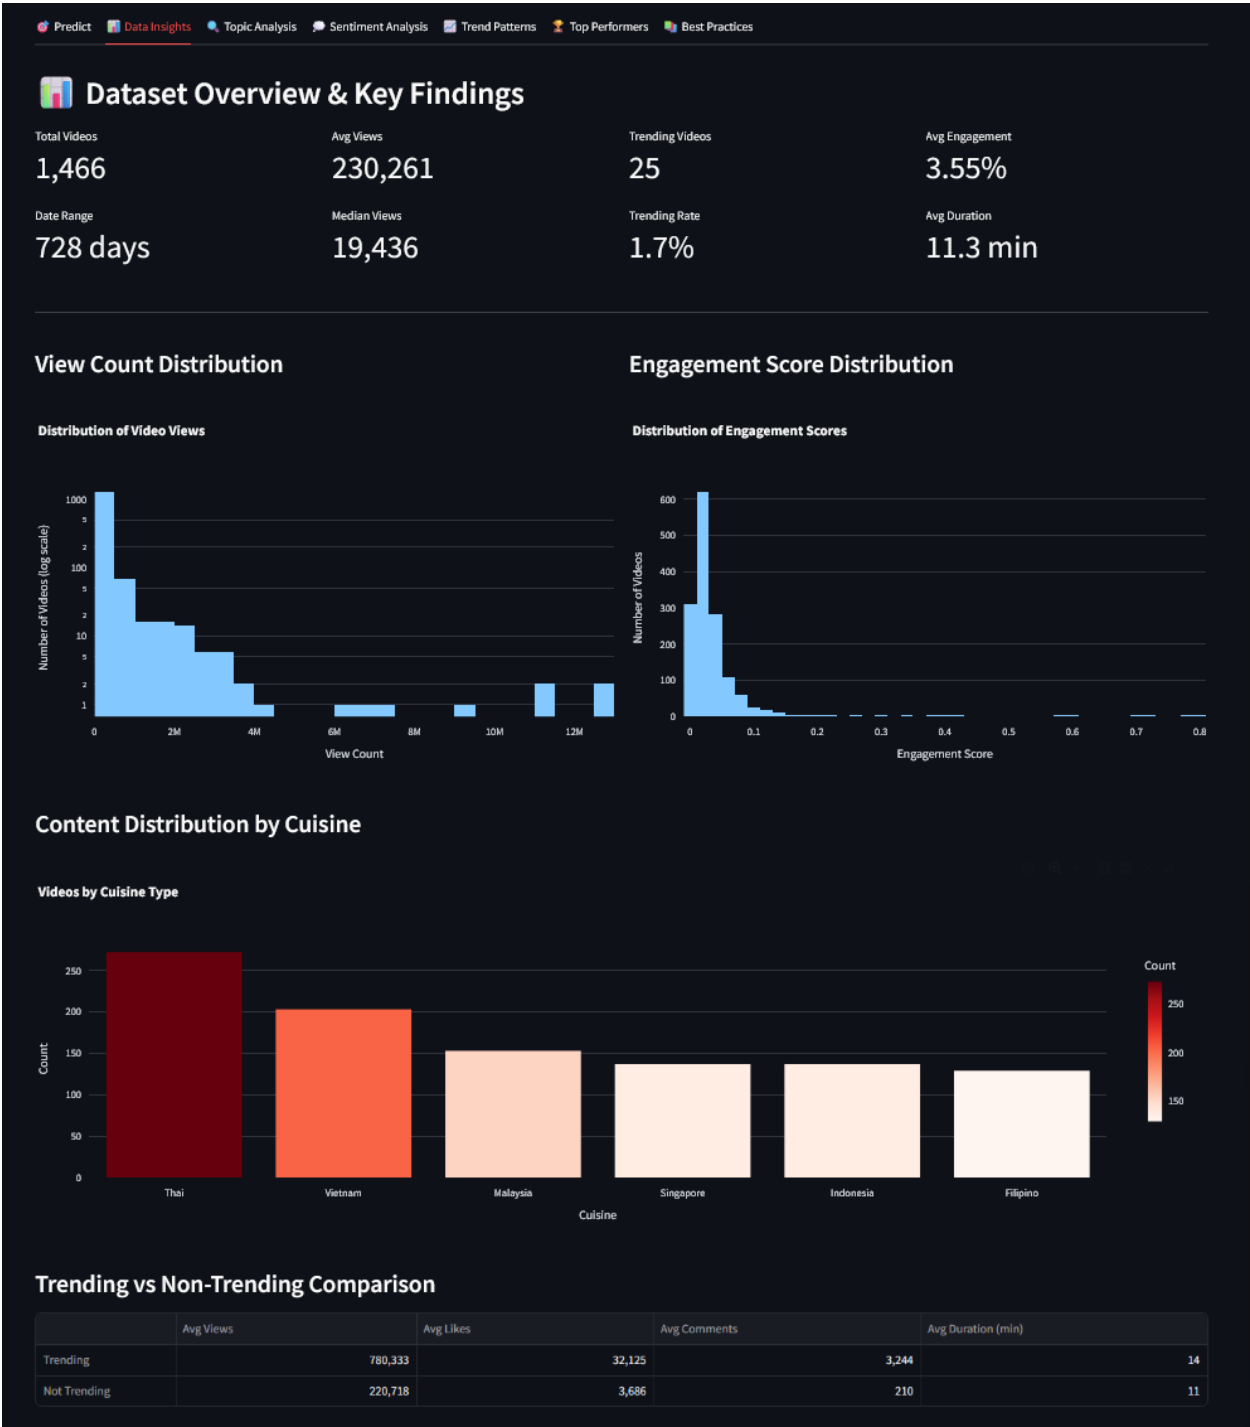 Predict Data Insights Topic Analysis Sentiment Analysis Trend Patterns Top Performers Best Practices
Dataset Overview & Key Findings
Total Videos Avg Views Trending Videos Avg Engagement
1,466 230,261 25 3.55%
Date Range Median Views Trending Rate Avg Duration
728 days 19,436 1.7% 11.3 min
View Count Distribution
Distribution of Video Views
Number of Videos (log scale)
1000
5
2
100
5
2
10
5
2
1
0 2M 4M 6M 8M 10M 12M
View Count
Engagement Score Distribution
Distribution of Engagement Scores
Number of Videos
600
500
400
300
200
100
0
0 0.1 0.2 0.3 0.4 0.5 0.6 0.7 0.8
Engagement Score
Content Distribution by Cuisine
Videos by Cuisine Type
Count
250
200
150
100
50
0
Thai Vietnam Malaysia Singapore Indonesia Filipino
Cuisine
Count
250
200
150
Trending vs Non-Trending Comparison
Avg Views Avg Likes Avg Comments Avg Duration (min)
Trending 780,333 32,125 3,244 14
Not Trending 220,718 3,686 210 11